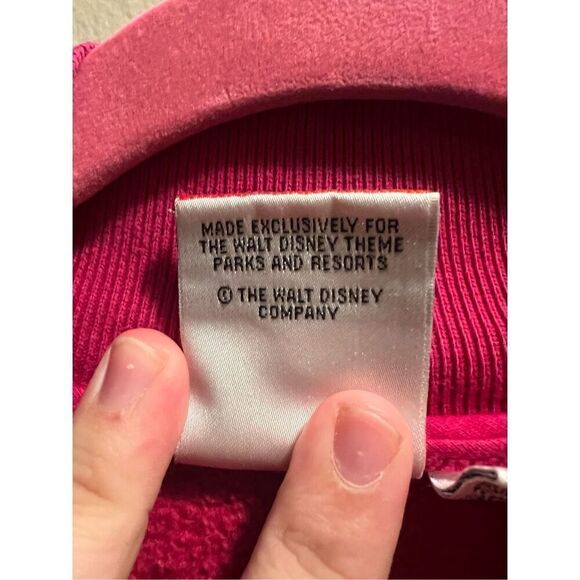 MADE EXCLUSIVELY FOR
THE WALT DISNEY THEME
PARKS AND RESORTS
© THE WALT DISNEY
COMPANY